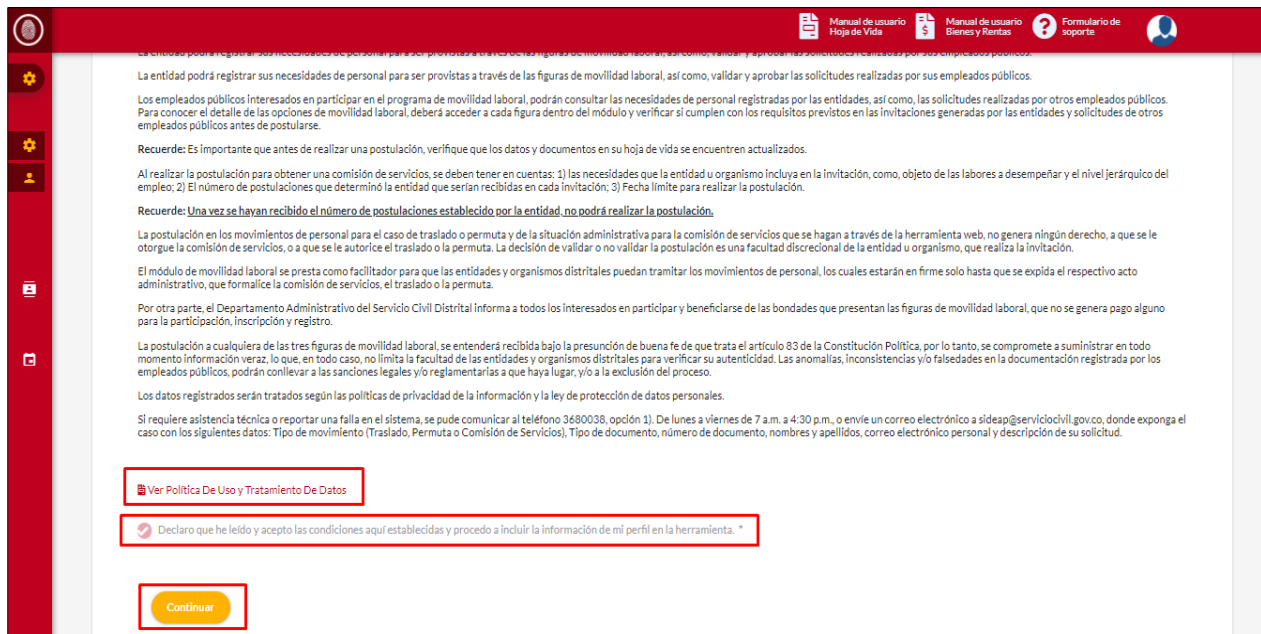 Manual de usuario
Hoja de Vida
Manual de usuario
Bienes y Rentas
Formulario de
soporte
La entidad podrá registrar sus necesidades de personal para ser provistas a través de las figuras de movilidad laboral, así como, validar y aprobar las solicitudes realizadas por sus empleados públicos.
La entidad podrá registrar sus necesidades de personal para ser provistas a través de las figuras de movilidad laboral, así como, validar y aprobar las solicitudes realizadas por sus empleados públicos.
Los empleados públicos interesados en participar en el programa de movilidad laboral, podrán consultar las necesidades de personal registradas por las entidades, así como, las solicitudes realizadas por otros empleados públicos.
Para conocer el detalle de las opciones de movilidad laboral, deberá acceder a cada figura dentro del módulo y verificar si cumplen con los requisitos previstos en las invitaciones generadas por las entidades y solicitudes de otros
empleados públicos antes de postularse.
Recuerde: Es importante que antes de realizar una postulación, verifique que los datos y documentos en su hoja de vida se encuentren actualizados.
Al realizar la postulación para obtener una comisión de servicios, se deben tener en cuentas: 1) las necesidades que la entidad u organismo incluya en la invitación, como, objeto de las labores a desempeñar y el nivel jerárquico del
empleo; 2) El número de postulaciones que determinó la entidad que serían recibidas en cada invitación; 3) Fecha límite para realizar la postulación.
Recuerde: Una vez se hayan recibido el número de postulaciones establecido por la entidad, no podrá realizar la postulación.
La postulación en los movimientos de personal para el caso de traslado o permuta y de la situación administrativa para la comisión de servicios que se hagan a través de la herramienta web, no genera ningún derecho, a que se le
otorgue la comisión de servicios, o a que se le autorice el traslado o la permuta. La decisión de validar o no validar la postulación es una facultad discrecional de la entidad u organismo, que realiza la invitación.
El módulo de movilidad laboral se presta como facilitador para que las entidades y organismos distritales puedan tramitar los movimientos de personal, los cuales estarán en firme solo hasta que se expida el respectivo acto
administrativo, que formalice la comisión de servicios, el traslado o la permuta.
Por otra parte, el Departamento Administrativo del Servicio Civil Distrital informa a todos los interesados en participar y beneficiarse de las bondades que presentan las figuras de movilidad laboral, que no se genera pago alguno
para la participación, inscripción y registro.
La postulación a cualquiera de las tres figuras de movilidad laboral, se entenderá recibida bajo la presunción de buena fe de que trata el artículo 83 de la Constitución Política, por lo tanto, se compromete a suministrar en todo
momento información veraz, lo que, en todo caso, no limita la facultad de las entidades y organismos distritales para verificar su autenticidad. Las anomalías, inconsistencias y/o falsedades en la documentación registrada por los
empleados públicos, podrán conllevar a las sanciones legales y/o reglamentarias a que haya lugar, y/o a la exclusión del proceso.
Los datos registrados serán tratados según las políticas de privacidad de la información y la ley de protección de datos personales.
Si requiere asistencia técnica o reportar una falla en el sistema, se pude comunicar al teléfono 3680038, opción 1). De lunes a viernes de 7 a.m. a 4:30 p.m., o envíe un correo electrónico a sideap@serviciocivil.gov.co, donde exponga el
caso con los siguientes datos: Tipo de movimiento (Traslado, Permuta o Comisión de Servicios), Tipo de documento, número de documento, nombres y apellidos, correo electrónico personal y descripción de su solicitud.
Ver Política De Uso y Tratamiento De Datos
Declaro que he leído y acepto las condiciones aquí establecidas y procedo a incluir la información de mi perfil en la herramienta. *
Continuar